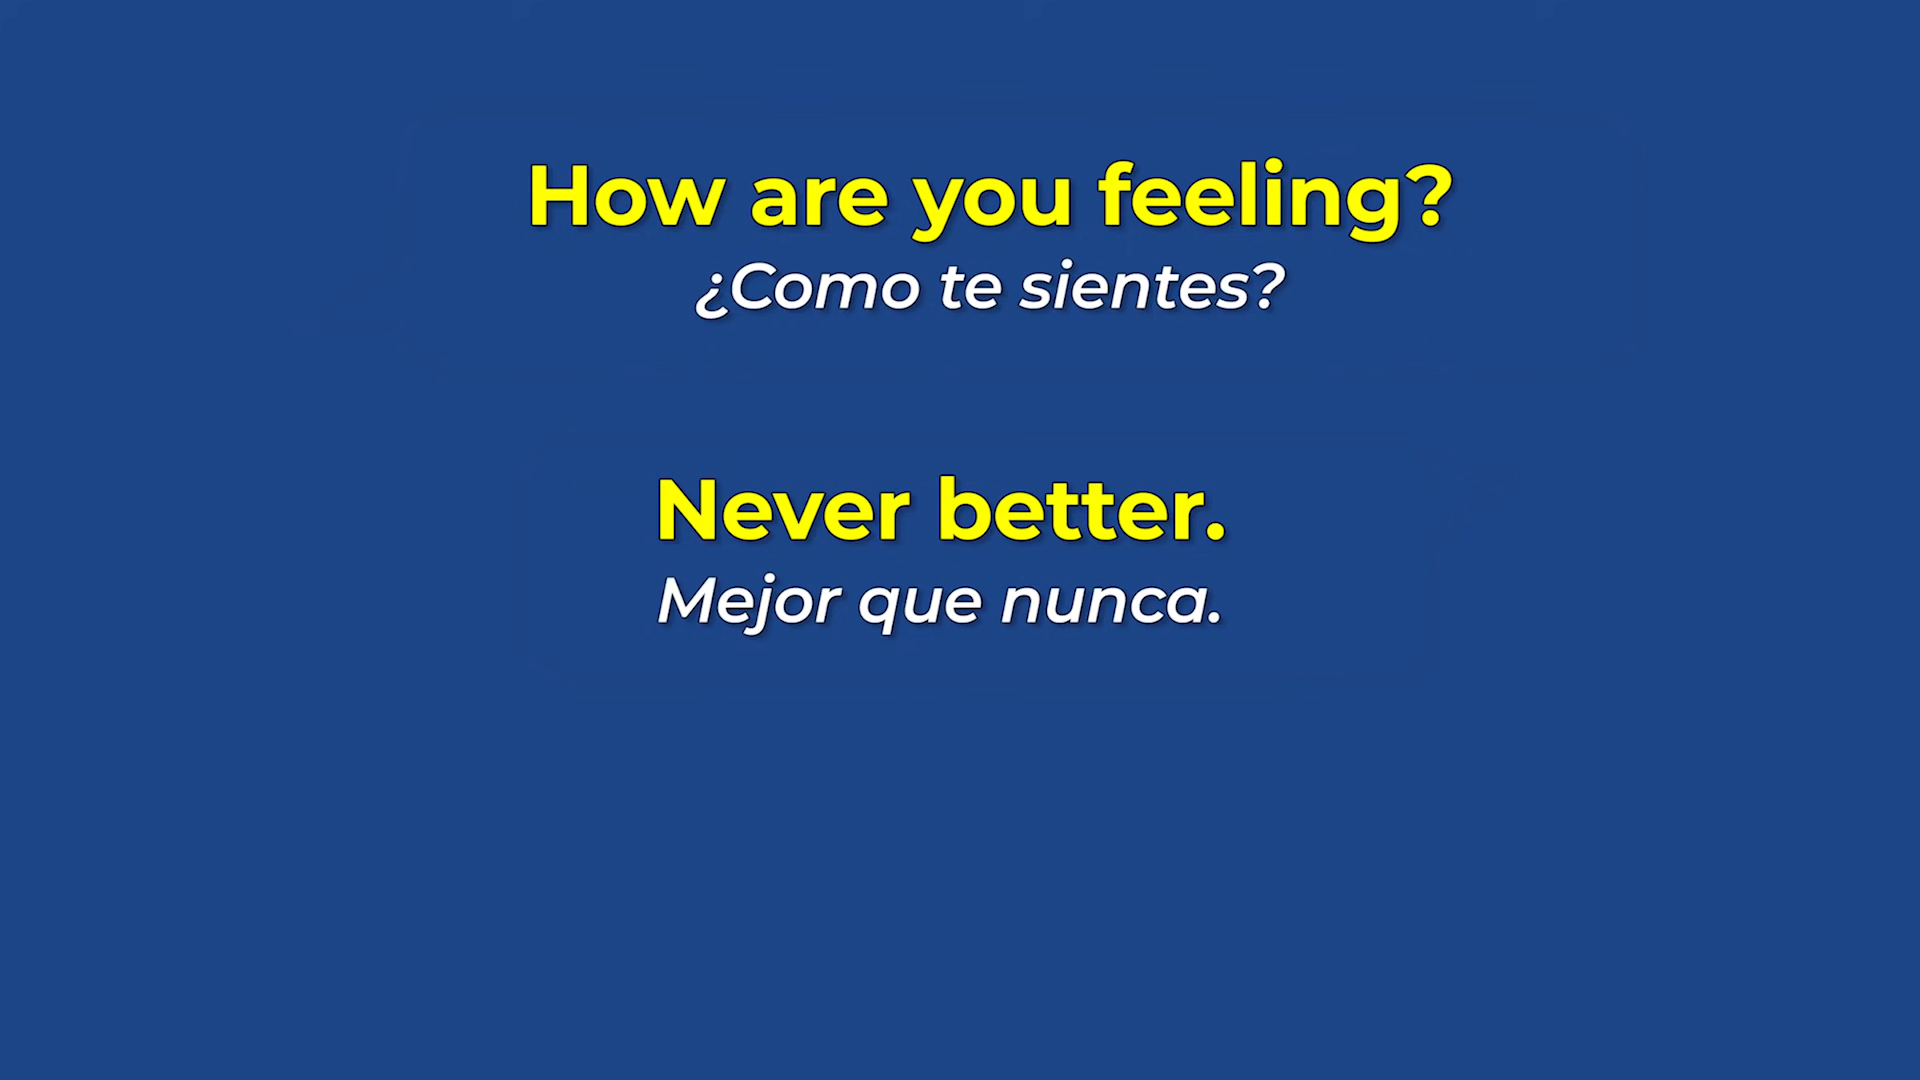 How are you feeling?
¿Como te sientes?
Never better.
Mejor que nunca.